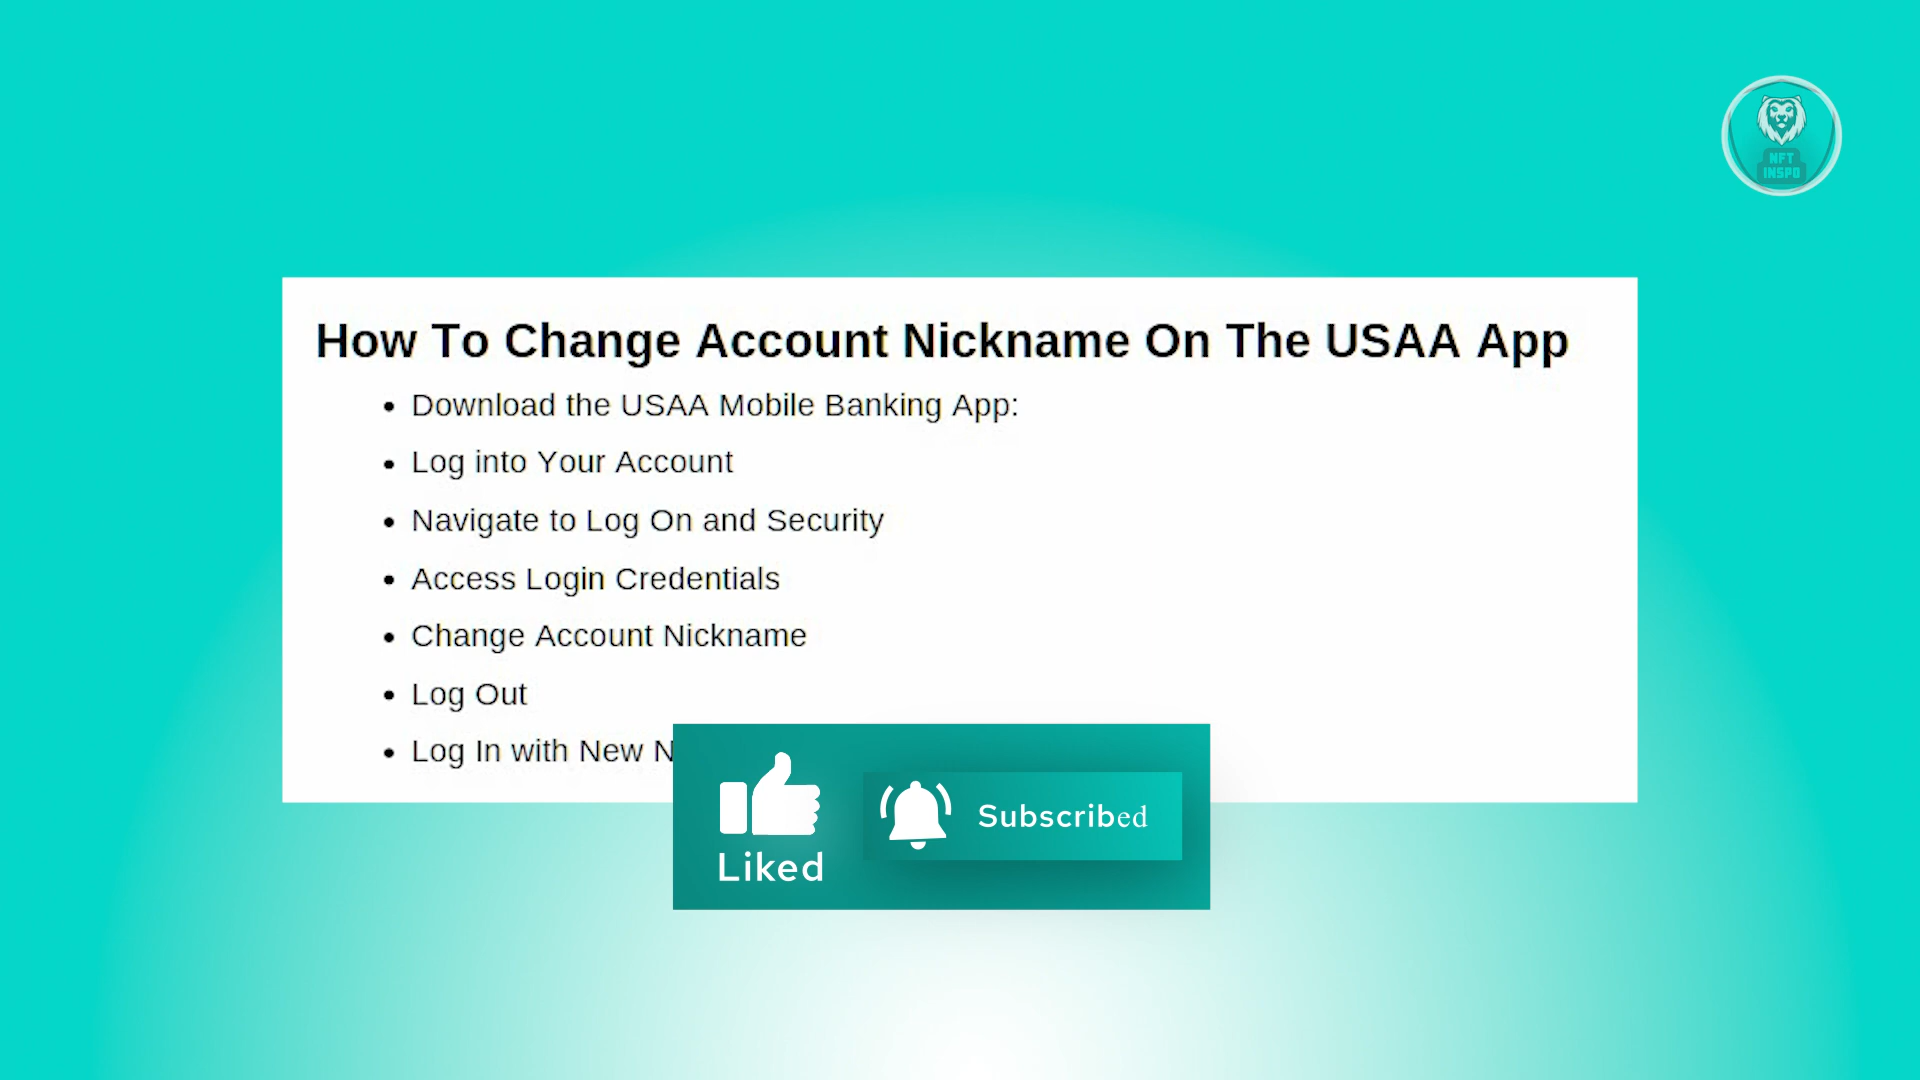 NFT
INSPO
How To Change Account Nickname On The USAA App
• Download the USAA Mobile Banking App:
• Log into Your Account
• Navigate to Log On and Security
• Access Login Credentials
• Change Account Nickname
• Log Out
• Log In with New
Liked
Subscribed